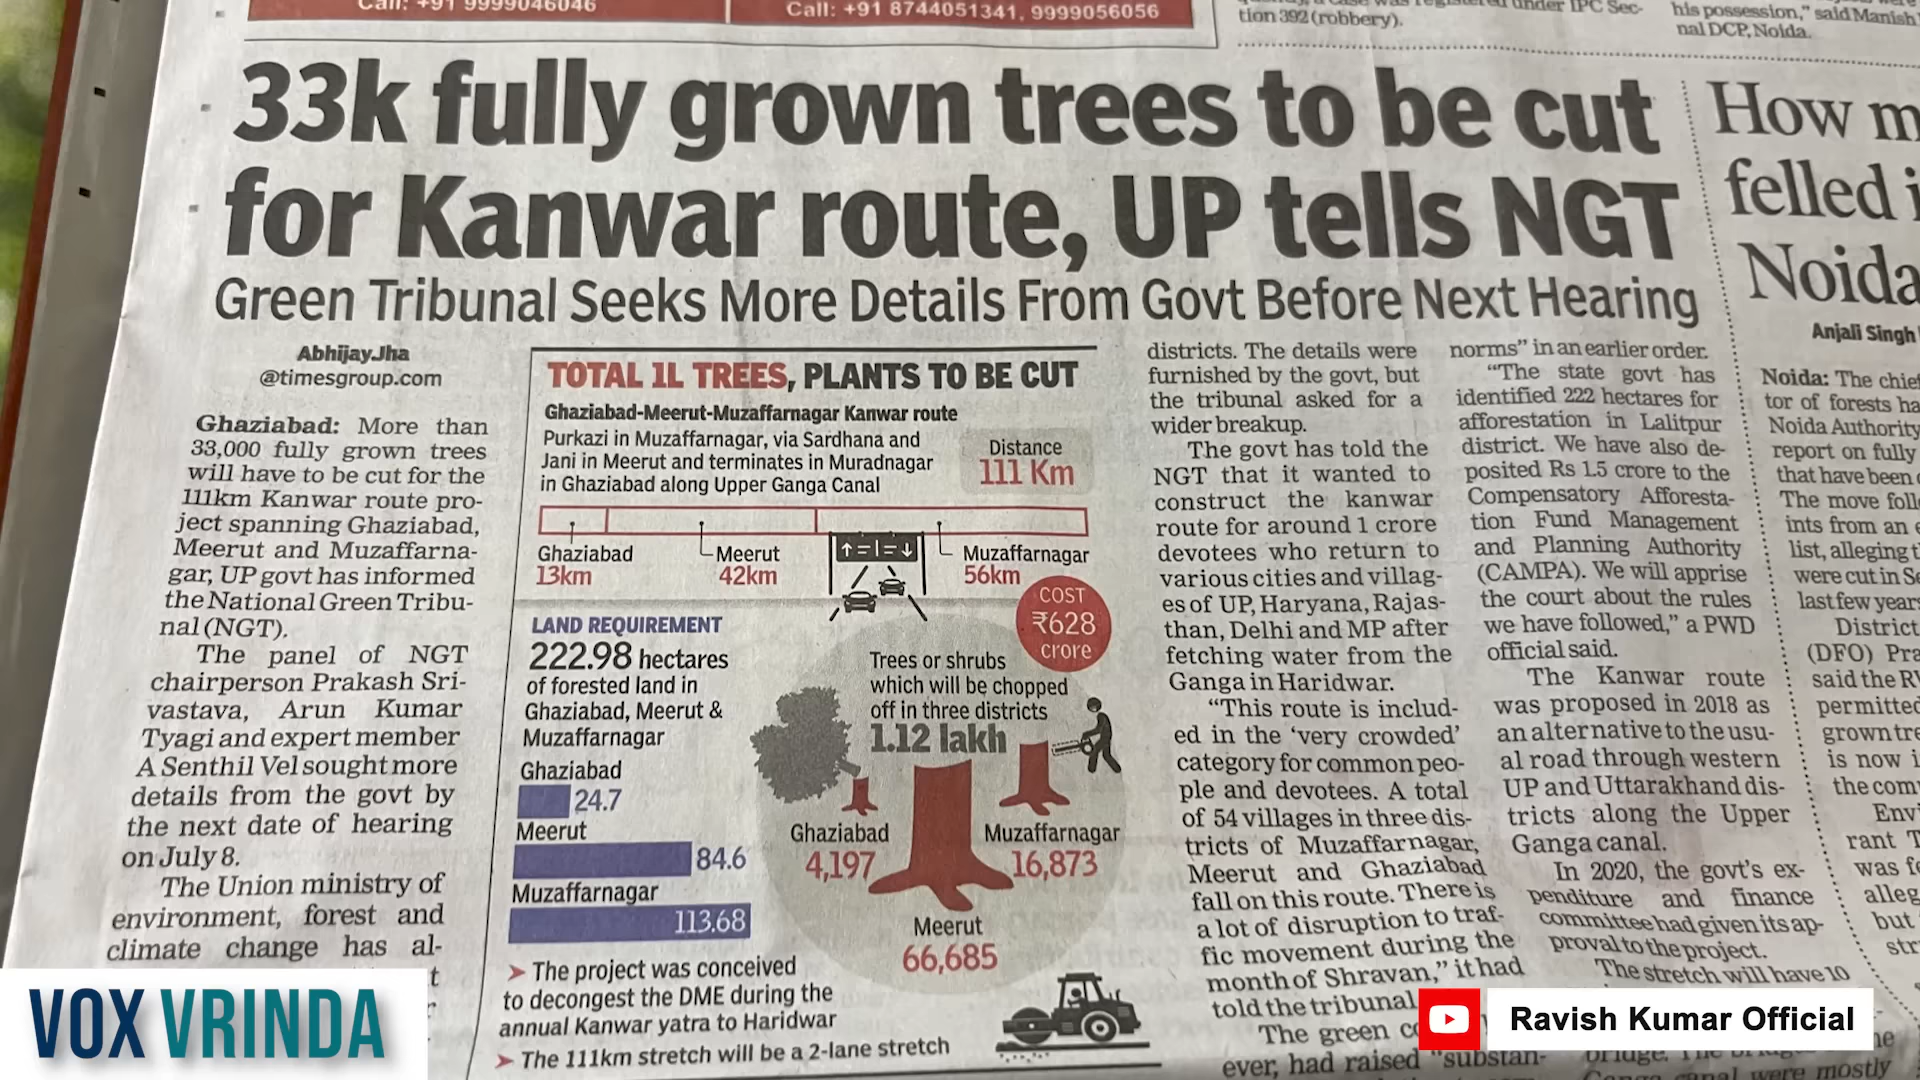 Call: +91 9999046046
Call: +91 8744051341, 9999056056
tion 392 (robbery).
under IPC Sec-
his possession," said Manish
nal DCP, Noida.
33k fully grown trees to be cut
for Kanwar route, UP tells NGT
Green Tribunal Seeks More Details From Govt Before Next Hearing
Abhijay.Jha
@timesgroup.com
Ghaziabad: More than
33,000 fully grown trees
will have to be cut for the
111km Kanwar route pro-
ject spanning Ghaziabad,
Meerut and Muzaffarna-
gar, UP govt has informed
the National Green Tribu-
nal (NGT).
The panel of NGT
chairperson Prakash Sri-
vastava, Arun Kumar
Tyagi and expert member
A Senthil Vel sought more
details from the govt by
the next date of hearing
on July 8.
The Union ministry of
environment, forest and
climate change has al-
TOTAL 1L TREES, PLANTS TO BE CUT
Ghaziabad-Meerut-Muzaffarnagar Kanwar route
Purkazi in Muzaffarnagar, via Sardhana and
Jani in Meerut and terminates in Muradnagar
in Ghaziabad along Upper Ganga Canal
Distance
111 Km
Ghaziabad
13km
Meerut
42km
Muzaffarnagar
56km
COST
₹628
crore
LAND REQUIREMENT
222.98 hectares
of forested land in
Ghaziabad, Meerut &
Muzaffarnagar
Ghaziabad
24.7
Meerut
84.6
Muzaffarnagar
113.68
Trees or shrubs
which will be chopped
off in three districts
1.12 lakh
Ghaziabad
4,197
Muzaffarnagar
16,873
Meerut
66,685
The project was conceived
to decongest the DME during the
annual Kanwar yatra to Haridwar
The 111km stretch will be a 2-lane stretch
districts. The details were
furnished by the govt, but
the tribunal asked for a
wider breakup.
The govt has told the
NGT that it wanted to
construct the kanwar
route for around 1 crore
devotees who return to
various cities and villag-
es of UP, Haryana, Rajas-
than, Delhi and MP after
fetching water from the
Ganga in Haridwar.
"This route is includ-
ed in the 'very crowded'
category for common peo-
ple and devotees. A total
of 54 villages in three dis-
tricts of Muzaffarnagar,
Meerut and Ghaziabad
fall on this route. There is
a lot of disruption to traf-
fic movement during the
month of Shravan," it had
told the tribunal
The green
ever, had raised "substan-
norms" in an earlier order.
"The state govt has
identified 222 hectares for
afforestation in Lalitpur
district. We have also de-
posited Rs 1.5 crore to the
Compensatory Afforesta-
tion Fund Management
and Planning Authority
(CAMPA). We will apprise
the court about the rules
we have followed," a PWD
official said.
The Kanwar route
was proposed in 2018 as
an alternative to the usu-
al road through western
UP and Uttarakhand dis-
tricts along the Upper
Ganga canal.
In 2020, the govt's ex-
penditure and finance
committee had given its ap-
proval to the project.
The stretch will have 10
canal were mostly
How m
felled i
Noida
Anjali Singh
Noida: The chief
tor of forests ha
Noida Authority
report on fully
that have been
The move foll
ints from an
list, alleging t
were cut in Se
last few years
District
(DFO) Pra
said the
permitted
grown tre
is now i
the com
Envi
rant T
was f
alleg
but
str
VOX VRINDA
Ravish Kumar Official